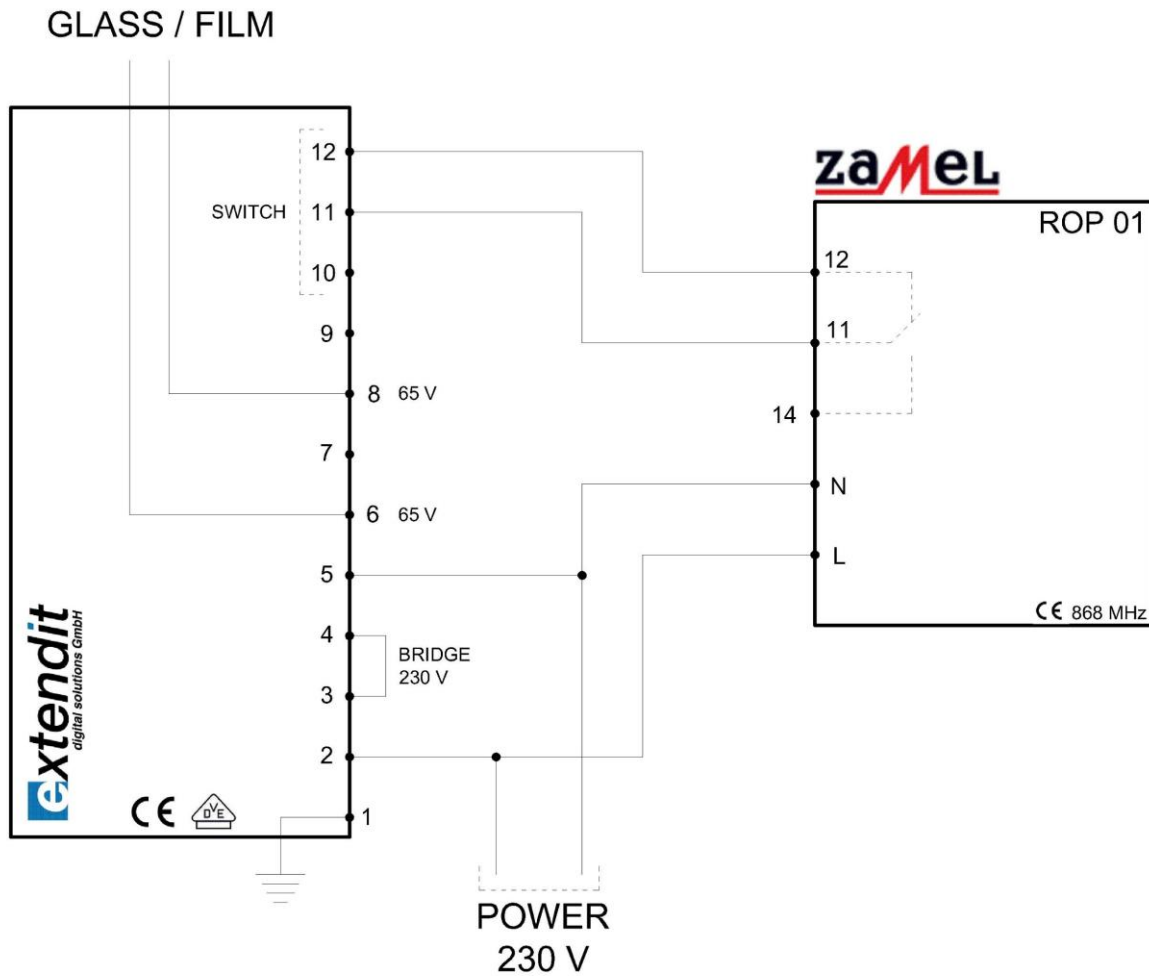 GLASS / FILM
12
SWITCH
11
10
9
8 65 V
7
6 65 V
5
4
BRIDGE
230 V
3
2
1
extendit
digital solutions GmbH
CE
DVE
ZAMEL
ROP 01
12
11
14
N
L
CE 868 MHz
POWER
230 V